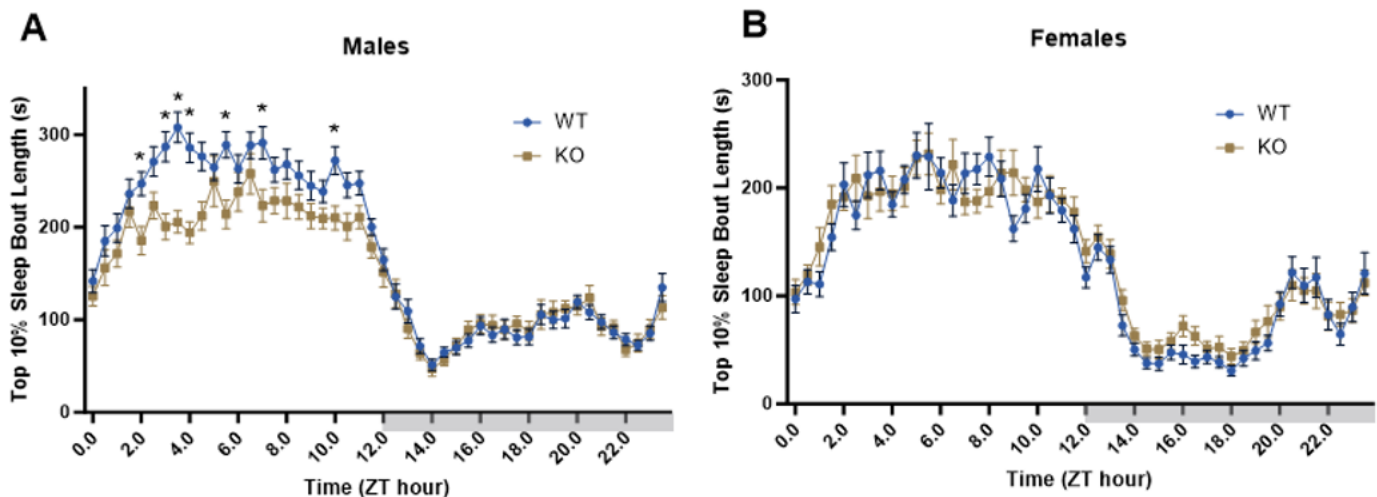 A
Males
Top 10% Sleep Bout Length (s)
300
200
100
0
* * * * * * *
WT
KO
0.0 2.0 4.0 6.0 8.0 10.0 12.0 14.0 16.0 18.0 20.0 22.0
Time (ZT hour)
B
Females
Top 10% Sleep Bout Length (s)
300
200
100
0
WT
KO
0.0 2.0 4.0 6.0 8.0 10.0 12.0 14.0 16.0 18.0 20.0 22.0
Time (ZT hour)